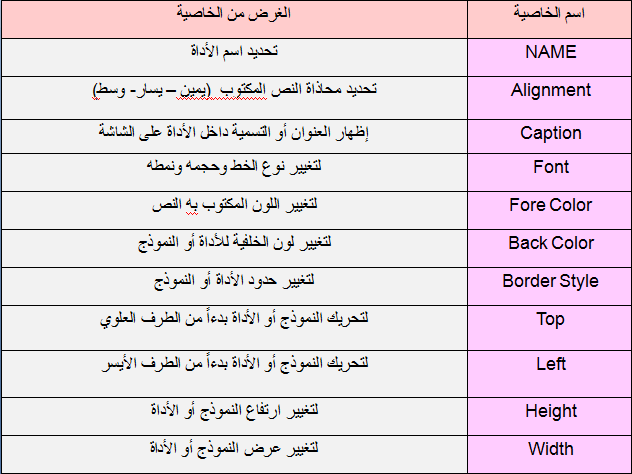 اسم الخاصية الغرض من الخاصية
NAME تحديد اسم الأداة
Alignment تحديد محاذاة النص المكتوب (يمين – يسار- وسط)
Caption إظهار العنوان أو التسمية داخل الأداة على الشاشة
Font لتغيير نوع الخط وحجمه ونمطه
Fore Color لتغيير اللون المكتوب به النص
Back Color لتغيير لون الخلفية للأداة أو النموذج
Border Style لتغيير حدود الأداة أو النموذج
Top لتحريك النموذج أو الأداة بدءاً من الطرف العلوي
Left لتحريك النموذج أو الأداة بدءاً من الطرف الأيسر
Height لتغيير ارتفاع النموذج أو الأداة
Width لتغيير عرض النموذج أو الأداة